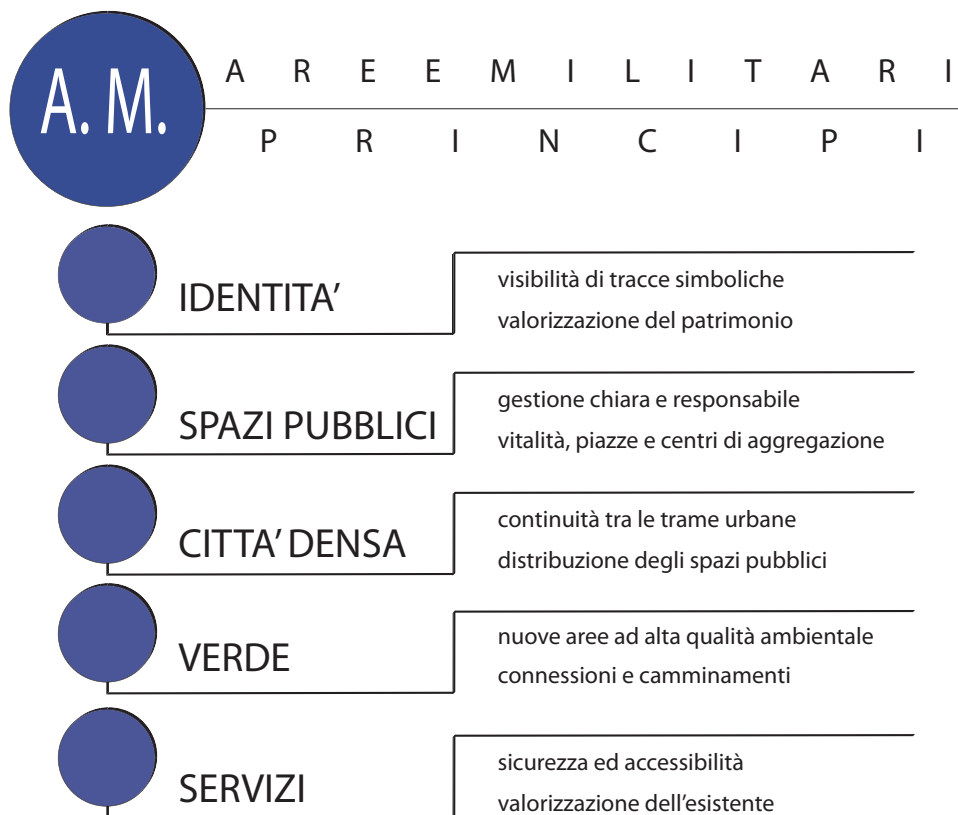 A. M.
A R E E M I L I T A R I
P R I N C I P I
IDENTITA'
visibilità di tracce simboliche
valorizzazione del patrimonio
SPAZI PUBBLICI
gestione chiara e responsabile
vitalità, piazze e centri di aggregazione
CITTA' DENSA
continuità tra le trame urbane
distribuzione degli spazi pubblici
VERDE
nuove aree ad alta qualità ambientale
connessioni e camminamenti
SERVIZI
sicurezza ed accessibilità
valorizzazione dell'esistente